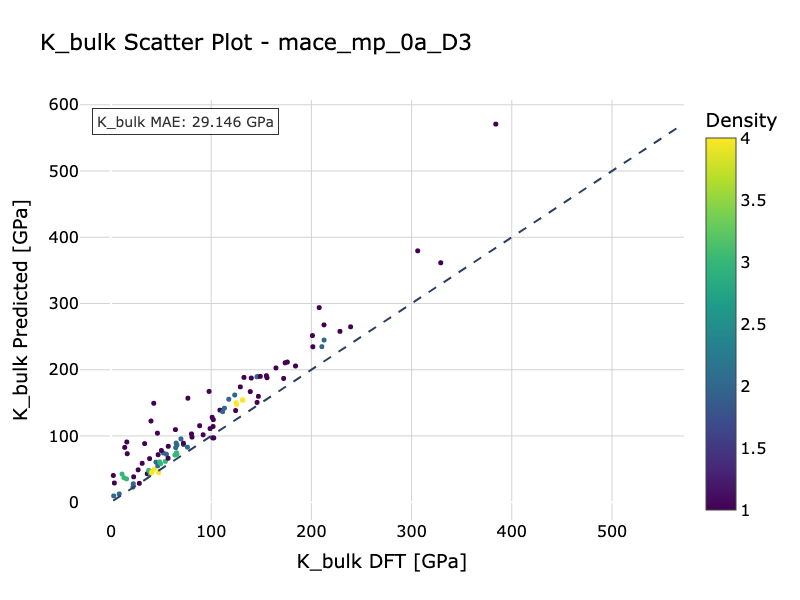 K_bulk Scatter Plot - mace_mp_0a_D3
K_bulk MAE: 29.146 GPa
K_bulk Predicted [GPa]
600
500
400
300
200
100
0
0 100 200 300 400 500
K_bulk DFT [GPa]
Density
4
3.5
3
2.5
2
1.5
1